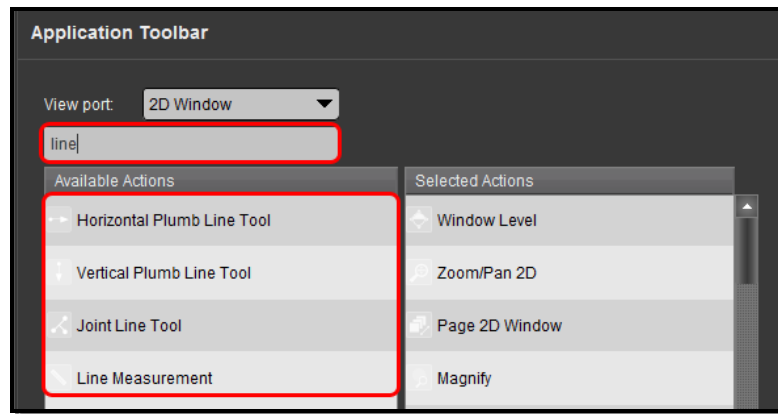 Application Toolbar
View port: 2D Window
line
Available Actions Selected Actions
Horizontal Plumb Line Tool Window Level
Vertical Plumb Line Tool Zoom/Pan 2D
Joint Line Tool Page 2D Window
Line Measurement Magnify